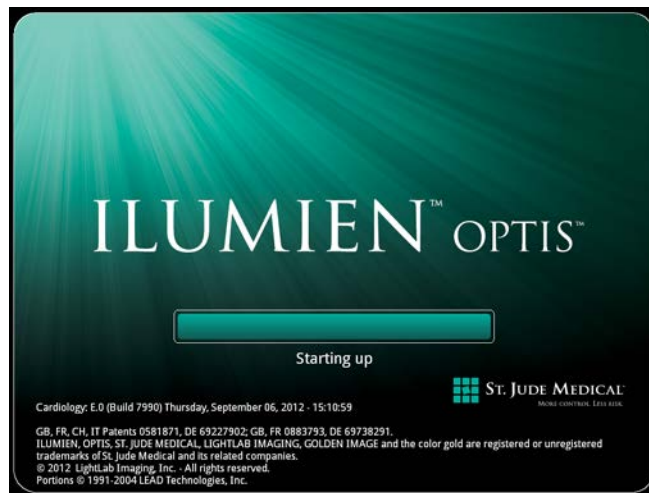 ILUMIEN™ OPTIS™
Starting up
ST. JUDE MEDICAL
MORE CONTROL. LESS RISK.
Cardiology: E.0 (Build 7990) Thursday, September 06, 2012 - 15:10:59
GB, FR, CH, IT Patents 0581871, DE 69227902; GB, FR 0883793, DE 69738291.
ILUMIEN, OPTIS, ST. JUDE MEDICAL, LIGHTLAB IMAGING, GOLDEN IMAGE and the color gold are registered or unregistered
trademarks of St. Jude Medical and its related companies.
© 2012 LightLab Imaging, Inc. - All rights reserved.
Portions © 1991-2004 LEAD Technologies, Inc.